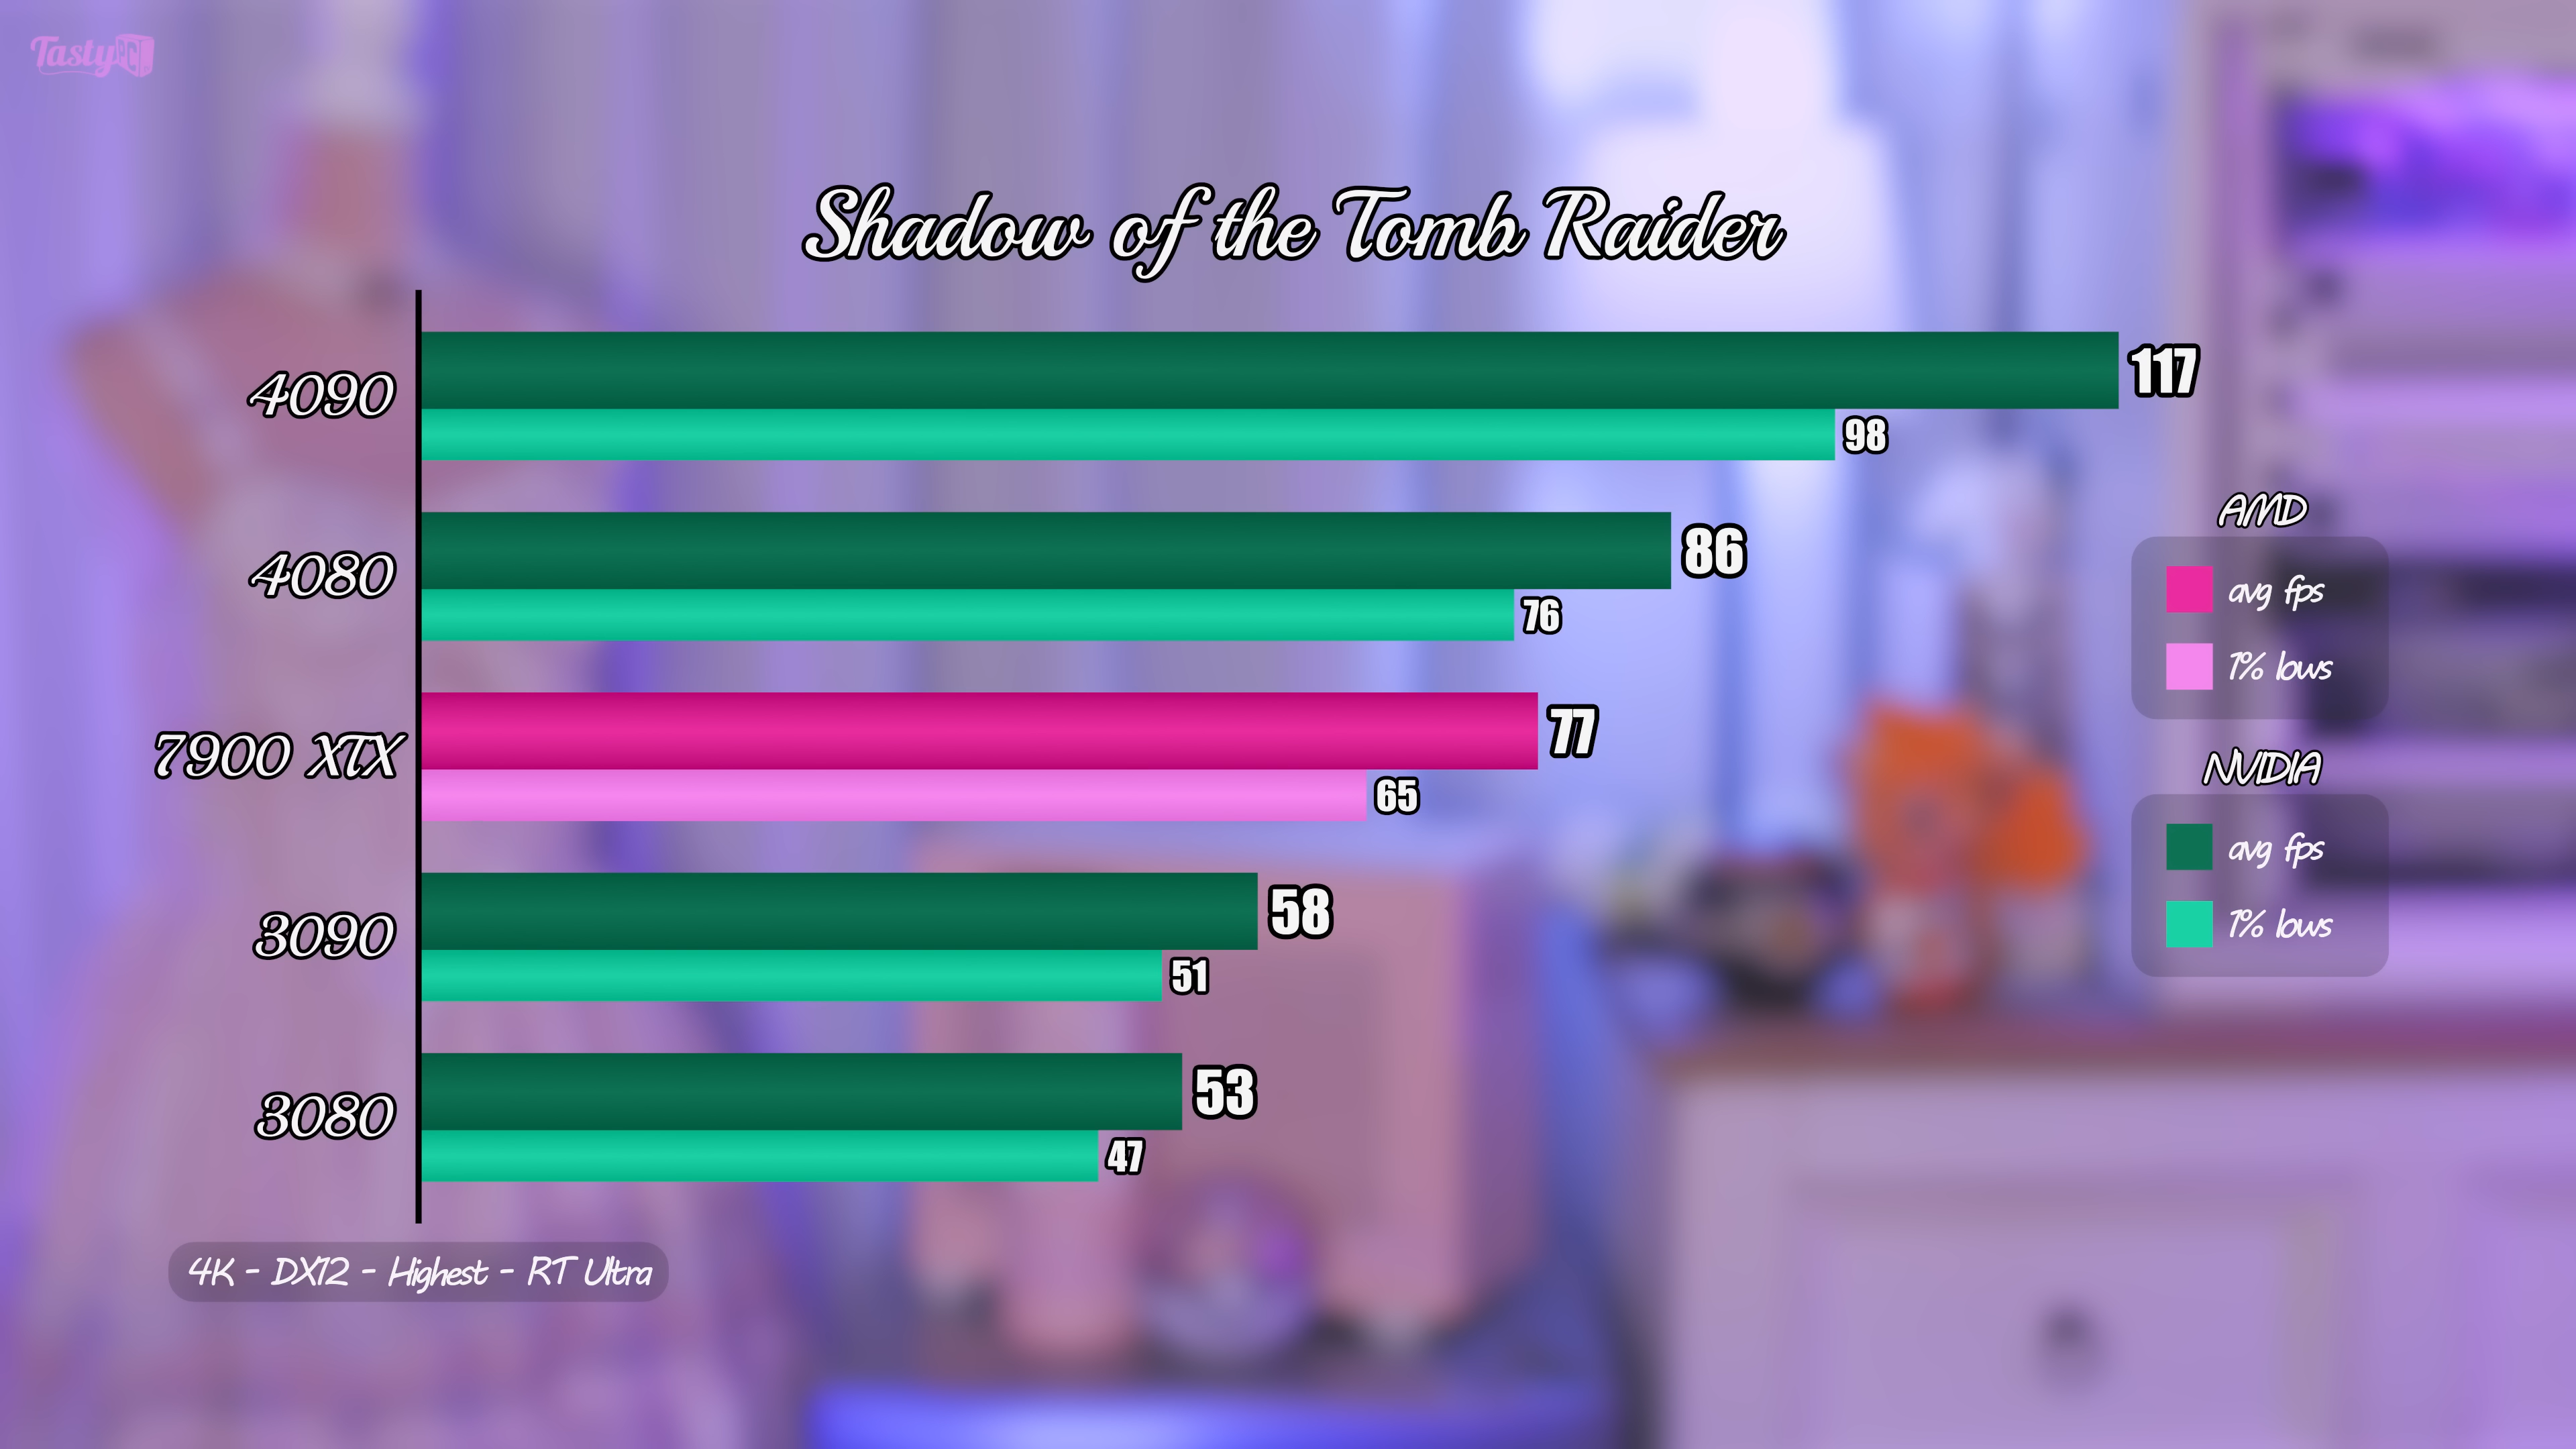 TastyPC
Shadow of the Tomb Raider
4090
117
98
4080
86
76
7900 XTX
77
65
3090
58
51
3080
53
47
AMD
avg fps
1% lows
NVIDIA
avg fps
1% lows
4K - DX12 - Highest - RT Ultra